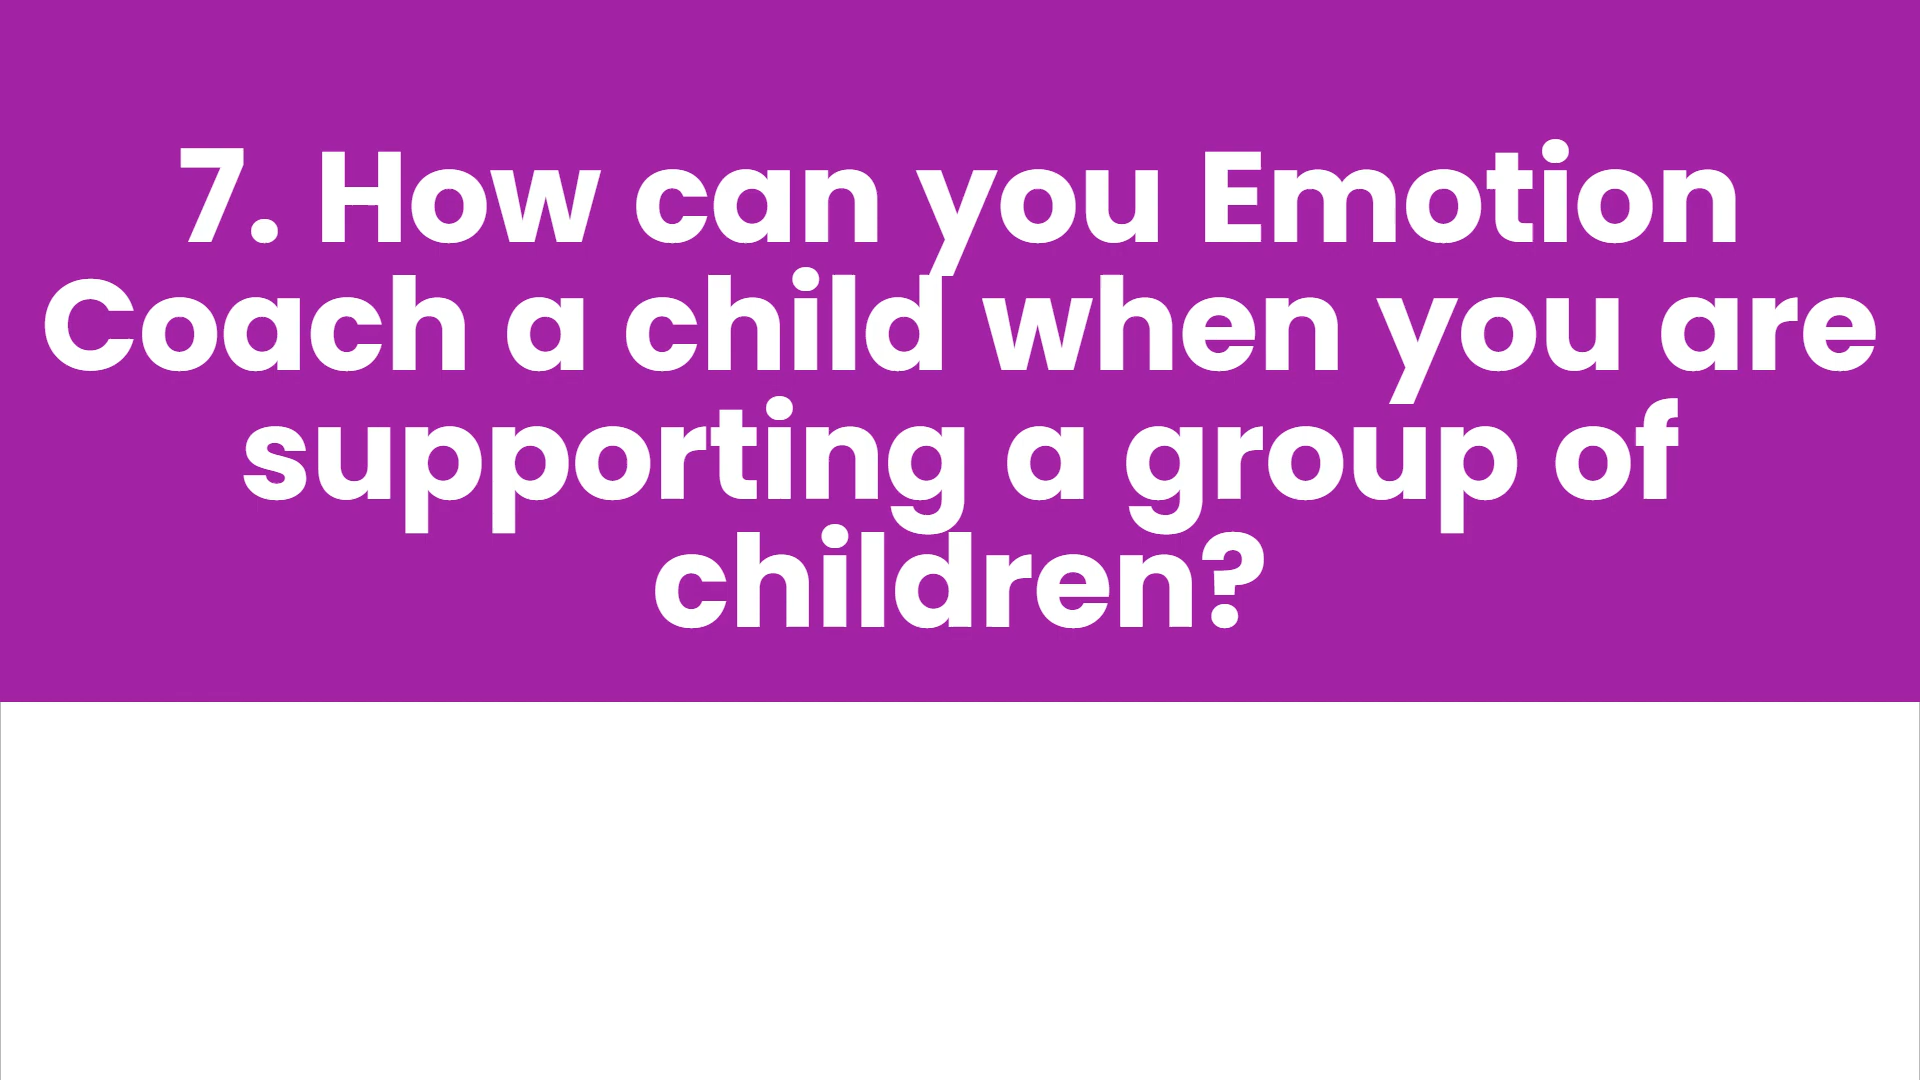 7. How can you Emotion
Coach a child when you are
supporting a group of
children?